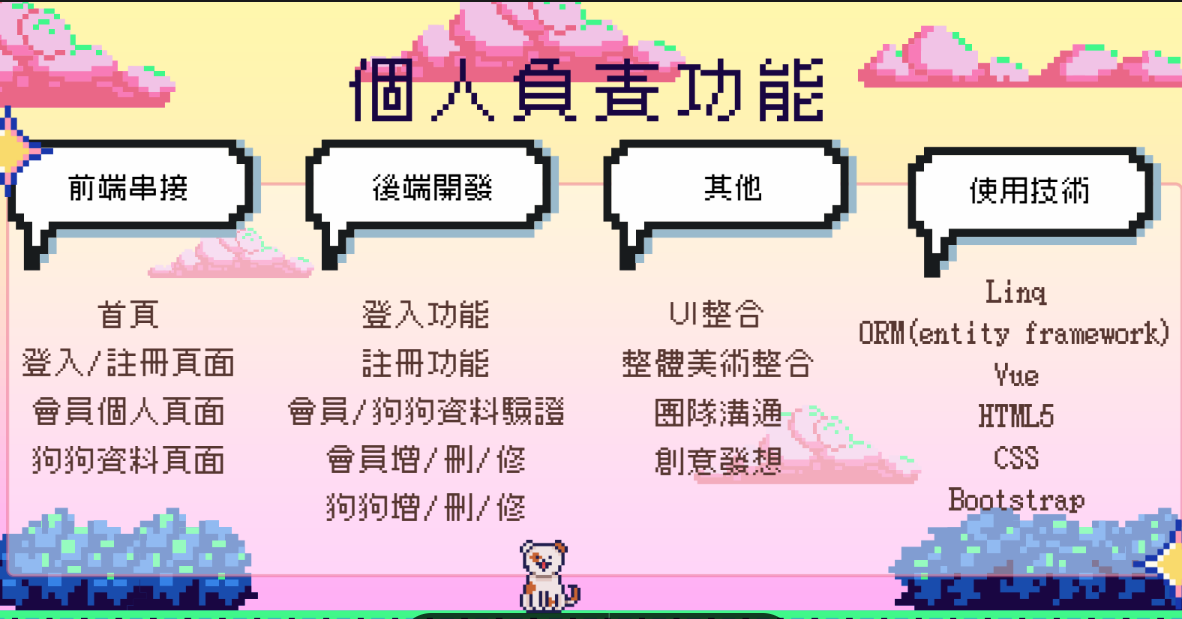 個人負責功能
前端串接
首頁
登入/註冊頁面
會員個人頁面
狗狗資料頁面
後端開發
登入功能
註冊功能
會員/狗狗資料驗證
會員增/刪/修
狗狗增/刪/修
其他
UI整合
整體美術整合
團隊溝通
創意發想
使用技術
Linq
ORM(entity framework)
Vue
HTML5
CSS
Bootstrap